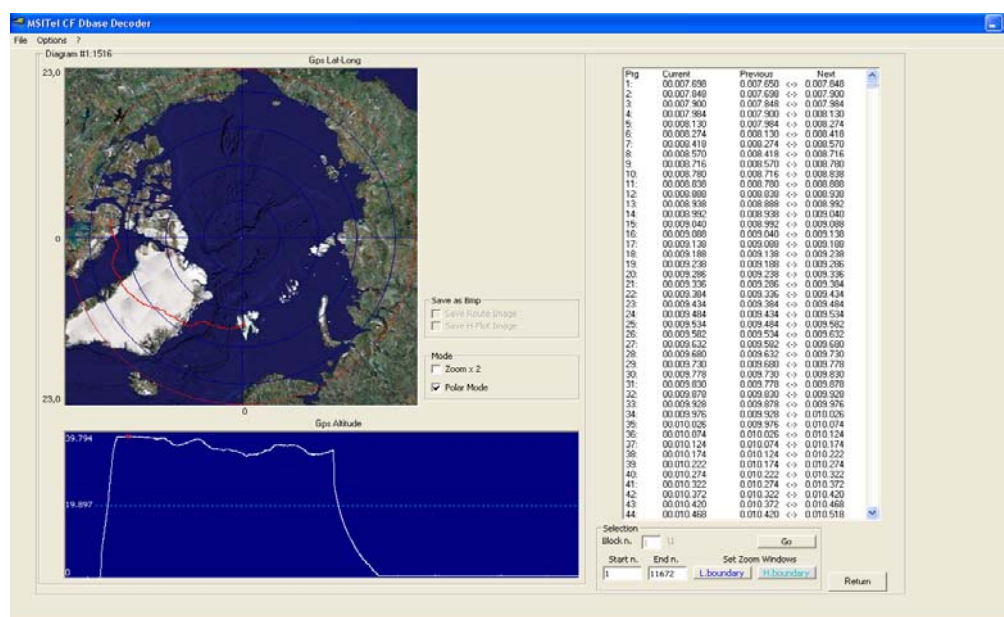 MSITel CF Dbase Decoder
File Options ?
Diagram #1:1516
Gps Lat-Long
23,0
0
23,0
0
Save as Bmp
Save Route Image
Save H-Plot Image
Mode
Zoom x 2
Polar Mode
Gps Altitude
39.794
19.897
0
Prg Current Previous Next
1: 00.007.698 0.007.650 <-> 0.007.848
2: 00.007.848 0.007.698 <-> 0.007.900
3: 00.007.900 0.007.848 <-> 0.007.984
4: 00.007.984 0.007.900 <-> 0.008.130
5: 00.008.130 0.007.984 <-> 0.008.274
6: 00.008.274 0.008.130 <-> 0.008.418
7: 00.008.418 0.008.274 <-> 0.008.570
8: 00.008.570 0.008.418 <-> 0.008.716
9: 00.008.716 0.008.570 <-> 0.008.780
10: 00.008.780 0.008.716 <-> 0.008.838
11: 00.008.838 0.008.780 <-> 0.008.888
12: 00.008.888 0.008.838 <-> 0.008.938
13: 00.008.938 0.008.888 <-> 0.008.992
14: 00.008.992 0.008.938 <-> 0.009.040
15: 00.009.040 0.008.992 <-> 0.009.088
16: 00.009.088 0.009.040 <-> 0.009.138
17: 00.009.138 0.009.088 <-> 0.009.188
18: 00.009.188 0.009.138 <-> 0.009.238
19: 00.009.238 0.009.188 <-> 0.009.286
20: 00.009.286 0.009.238 <-> 0.009.336
21: 00.009.336 0.009.286 <-> 0.009.384
22: 00.009.384 0.009.336 <-> 0.009.434
23: 00.009.434 0.009.384 <-> 0.009.484
24: 00.009.484 0.009.434 <-> 0.009.534
25: 00.009.534 0.009.484 <-> 0.009.582
26: 00.009.582 0.009.534 <-> 0.009.632
27: 00.009.632 0.009.582 <-> 0.009.680
28: 00.009.680 0.009.632 <-> 0.009.730
29: 00.009.730 0.009.680 <-> 0.009.778
30: 00.009.778 0.009.730 <-> 0.009.830
31: 00.009.830 0.009.778 <-> 0.009.878
32: 00.009.878 0.009.830 <-> 0.009.928
33: 00.009.928 0.009.878 <-> 0.009.976
34: 00.009.976 0.009.928 <-> 0.010.026
35: 00.010.026 0.009.976 <-> 0.010.074
36: 00.010.074 0.010.026 <-> 0.010.124
37: 00.010.124 0.010.074 <-> 0.010.174
38: 00.010.174 0.010.124 <-> 0.010.222
39: 00.010.222 0.010.174 <-> 0.010.274
40: 00.010.274 0.010.222 <-> 0.010.322
41: 00.010.322 0.010.274 <-> 0.010.372
42: 00.010.372 0.010.322 <-> 0.010.420
43: 00.010.420 0.010.372 <-> 0.010.468
44: 00.010.468 0.010.420 <-> 0.010.518
Selection
Block n. 1 \1 Go
Start n. End n. Set Zoom Windows
1 11672 L.boundary H.boundary
Return